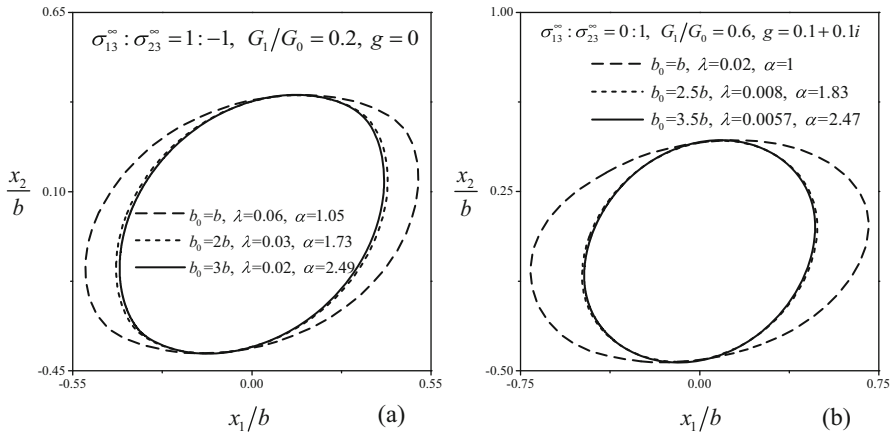 0.65
σ₁₃^∞ : σ₂₃^∞ = 1 : −1, G₁/G₀ = 0.2, g = 0
x₂/b
0.10
b₀=b, λ=0.06, α=1.05
b₀=2b, λ=0.03, α=1.73
b₀=3b, λ=0.02, α=2.49
-0.45
-0.55
0.00
0.55
x₁/b
(a)
1.00
σ₁₃^∞ : σ₂₃^∞ = 0 : 1, G₁/G₀ = 0.6, g = 0.1 + 0.1i
b₀=b, λ=0.02, α=1
b₀=2.5b, λ=0.008, α=1.83
b₀=3.5b, λ=0.0057, α=2.47
x₂/b
0.25
-0.50
-0.75
0.00
0.75
x₁/b
(b)